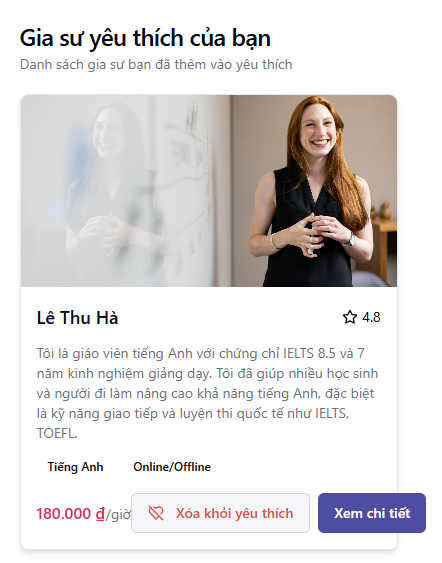 Gia sư yêu thích của bạn
Danh sách gia sư bạn đã thêm vào yêu thích
Lê Thu Hà
4.8
Tôi là giáo viên tiếng Anh với chứng chỉ IELTS 8.5 và 7
năm kinh nghiệm giảng dạy. Tôi đã giúp nhiều học sinh
và người đi làm nâng cao khả năng tiếng Anh, đặc biệt
là kỹ năng giao tiếp và luyện thi quốc tế như IELTS,
TOEFL.
Tiếng Anh Online/Offline
180.000 ₫/giờ Xóa khỏi yêu thích Xem chi tiết